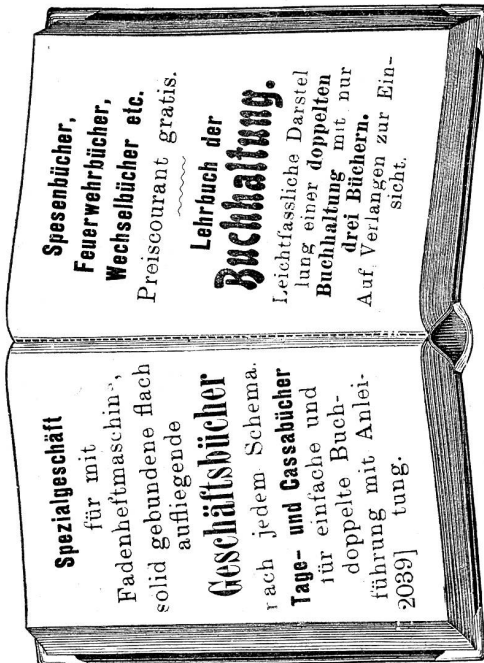 Spezialgeschäft
für mit
Fadenheftmaschin-,
solid gebundene flach
aufliegende
Geschäftsbücher
rach jedem Schema.
Tage- und Cassabücher
für einfache und
doppelte Buch-
führung mit Anlei-
2039] tung.
Spesenbücher,
Feuerwehrbücher,
Wechselbücher etc.
Preiscourant gratis.
Lehrbuch der
Buchhaltung.
Leichtfassliche Darstel
lung einer doppelten
Buchhaltung mit nur
drei Büchern.
Auf Verlangen zur Ein-
sicht.